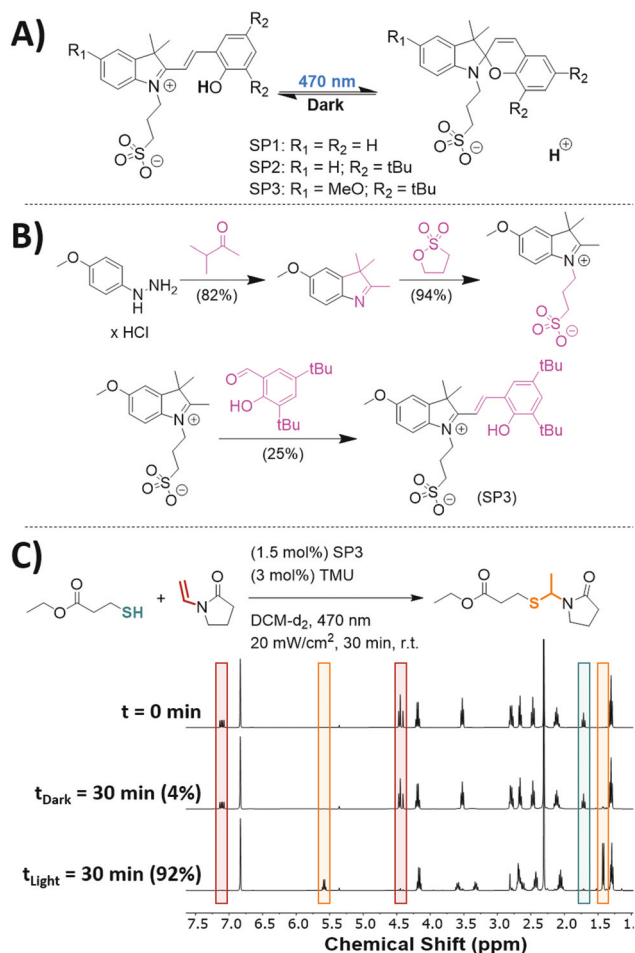 A)
R₁
R₂
HO
R₂
N⊕
470 nm
Dark
R₁
N
O
R₂
R₂
O
O
S
O⊖
O
O
S
O⊖
H⊕
SP1: R₁ = R₂ = H
SP2: R₁ = H; R₂ = tBu
SP3: R₁ = MeO; R₂ = tBu
B)
O
N
H
NH₂
x HCl
O
(82%)
O
N
O₂
O
S
(94%)
O
N⊕
O
O
S
O⊖
O
N⊕
O
O
S
O⊖
O
HO
tBu
tBu
(25%)
O
N⊕
HO
tBu
tBu
O
O
S
O⊖
(SP3)
C)
O
O
SH
+
N
O
(1.5 mol%) SP3
(3 mol%) TMU
DCM-d₂, 470 nm
20 mW/cm², 30 min, r.t.
O
O
S
N
O
t = 0 min
tDark = 30 min (4%)
tLight = 30 min (92%)
7.5 7.0 6.5 6.0 5.5 5.0 4.5 4.0 3.5 3.0 2.5 2.0 1.5 1.
Chemical Shift (ppm)